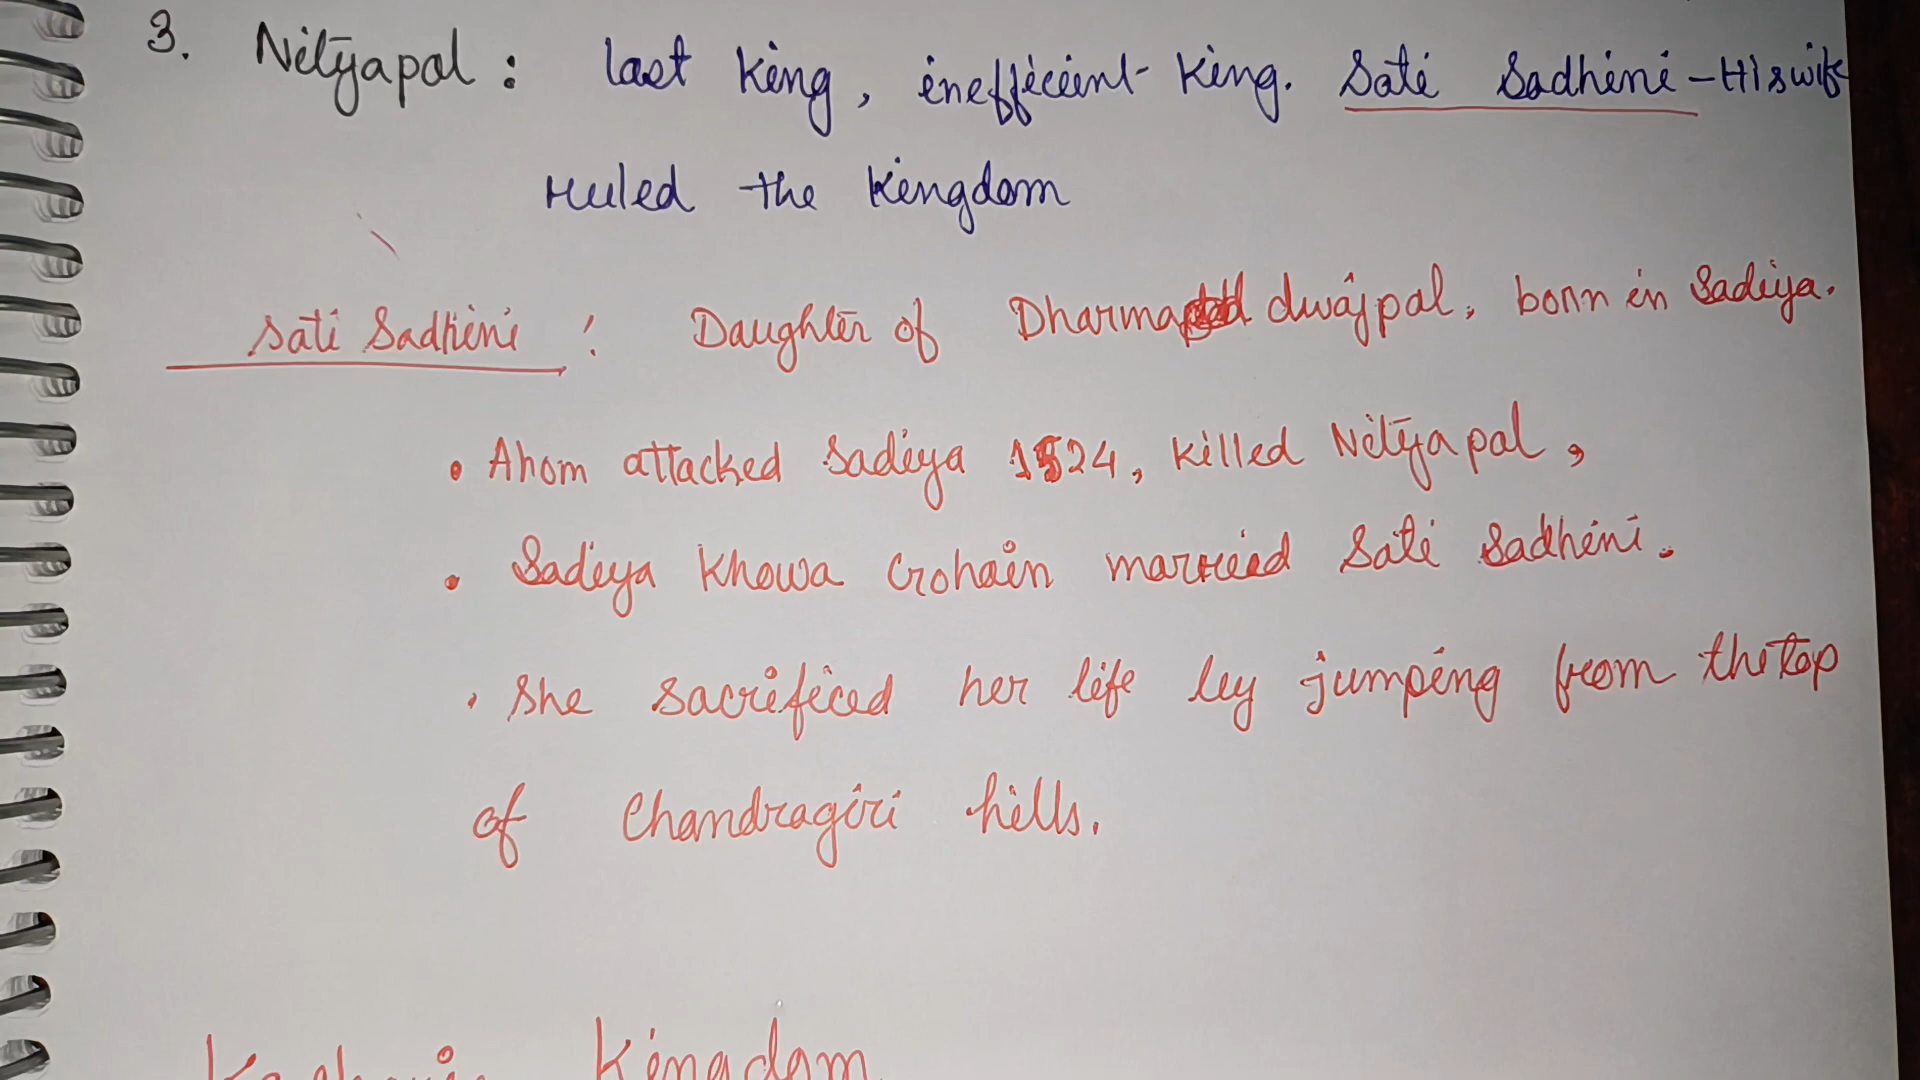 3. Nityapal : last king, inefficient king. Sati Sadhini - His wife
ruled the kingdom
Sati Sadhini : Daughter of Dharma dwajpal, born in Sadiya.
• Ahom attacked Sadiya 1524, killed Nityapal,
• Sadiya Khowa Gohain married Sati Sadhini.
• She sacrificed her life by jumping from the top
of Chandragiri hills.
Kingdom